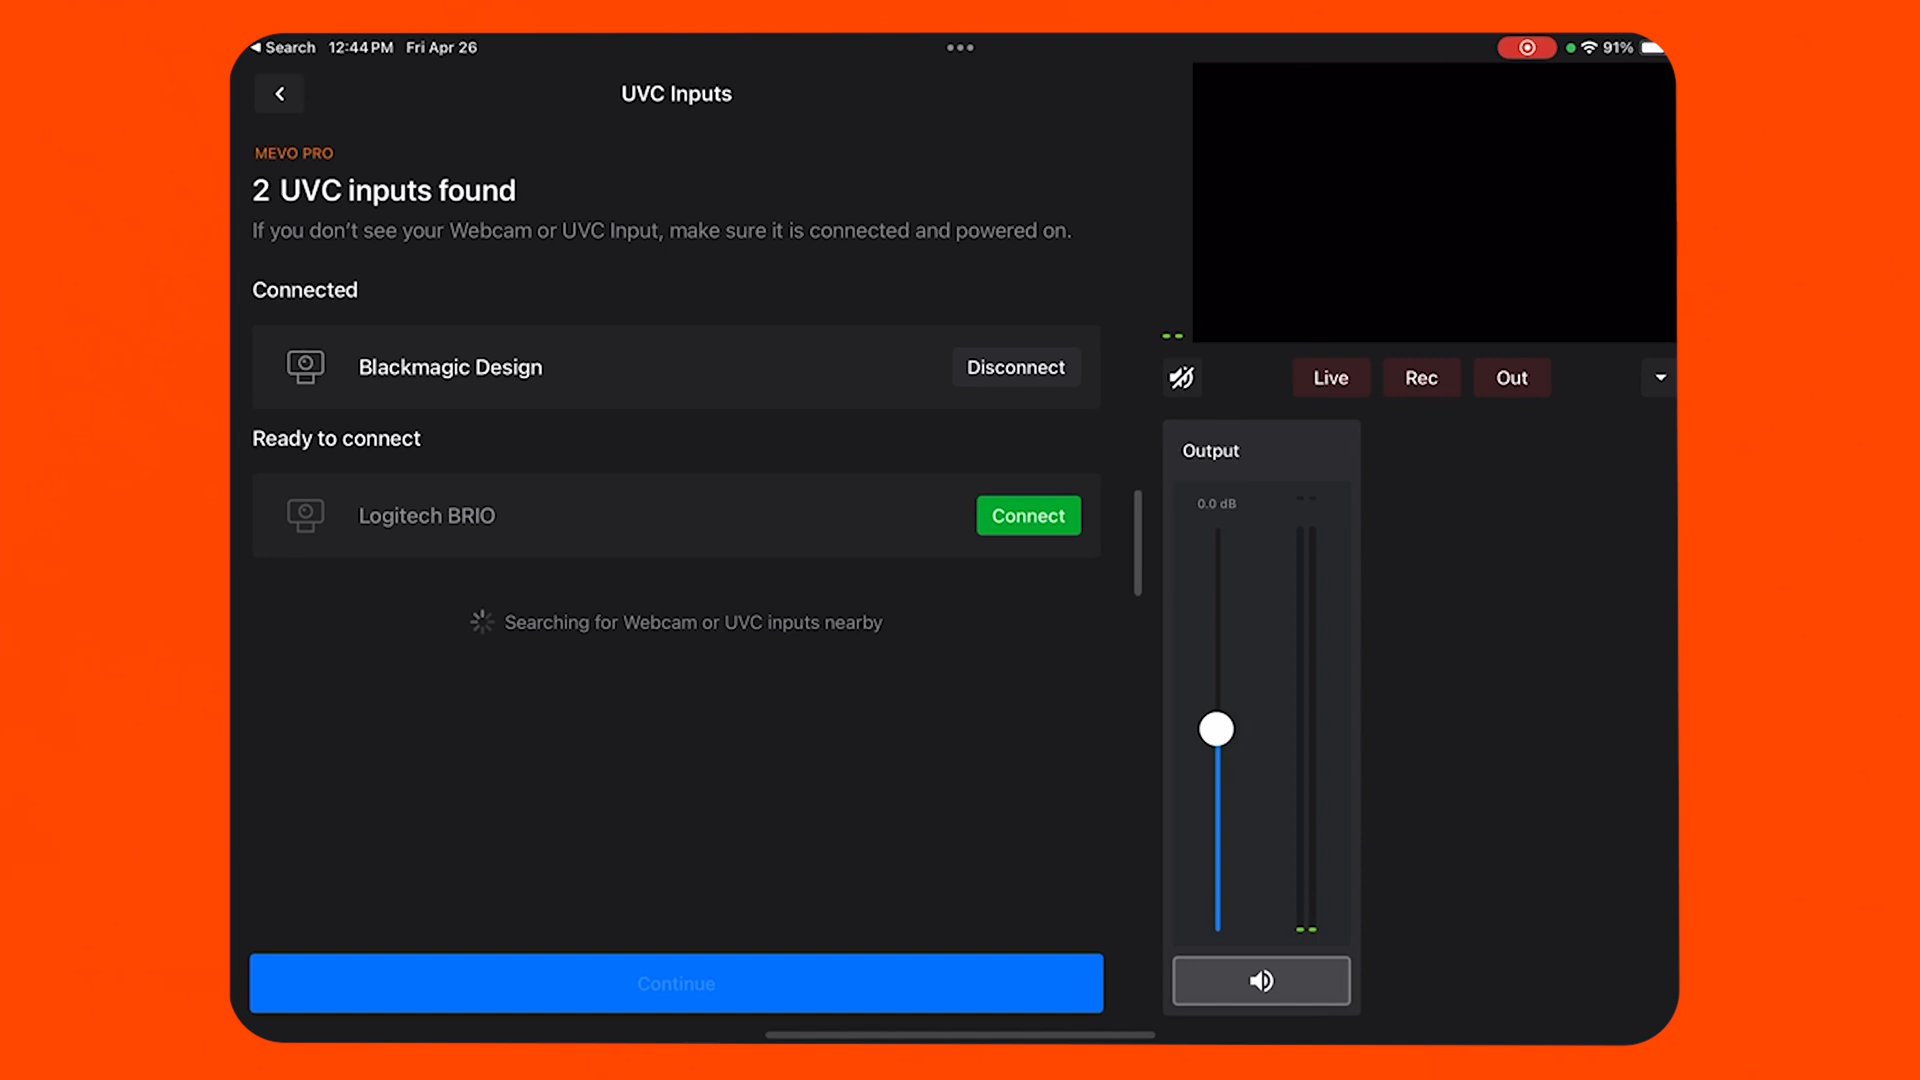 Search 12:44 PM Fri Apr 26
91%
UVC Inputs
MEVO PRO
2 UVC inputs found
If you don’t see your Webcam or UVC Input, make sure it is connected and powered on.
Connected
Blackmagic Design
Disconnect
Ready to connect
Logitech BRIO
Connect
Searching for Webcam or UVC inputs nearby
Continue
Live
Rec
Out
Output
0.0 dB